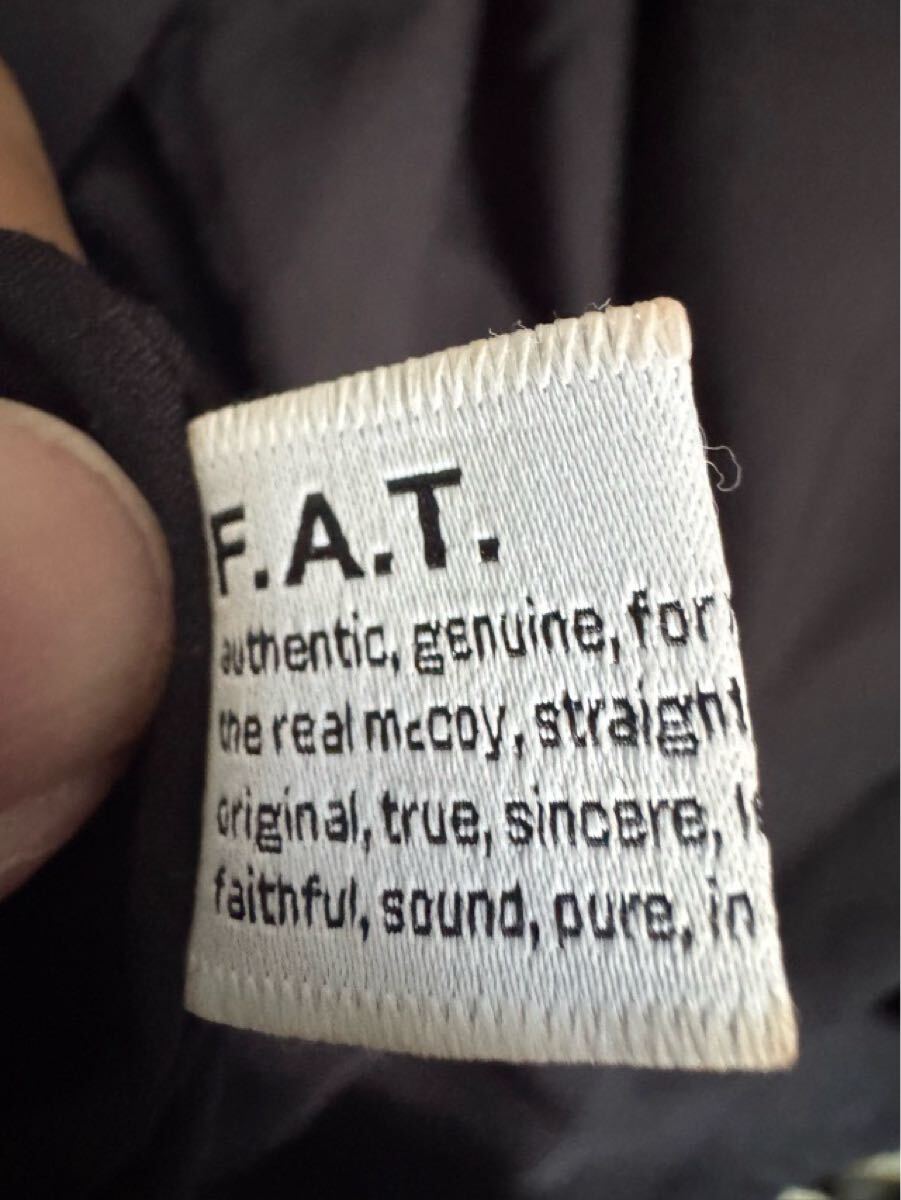 F.A.T.
authentic, genuine, for
the real mccoy, straight
original, true, sincere,
faithful, sound, pure, in